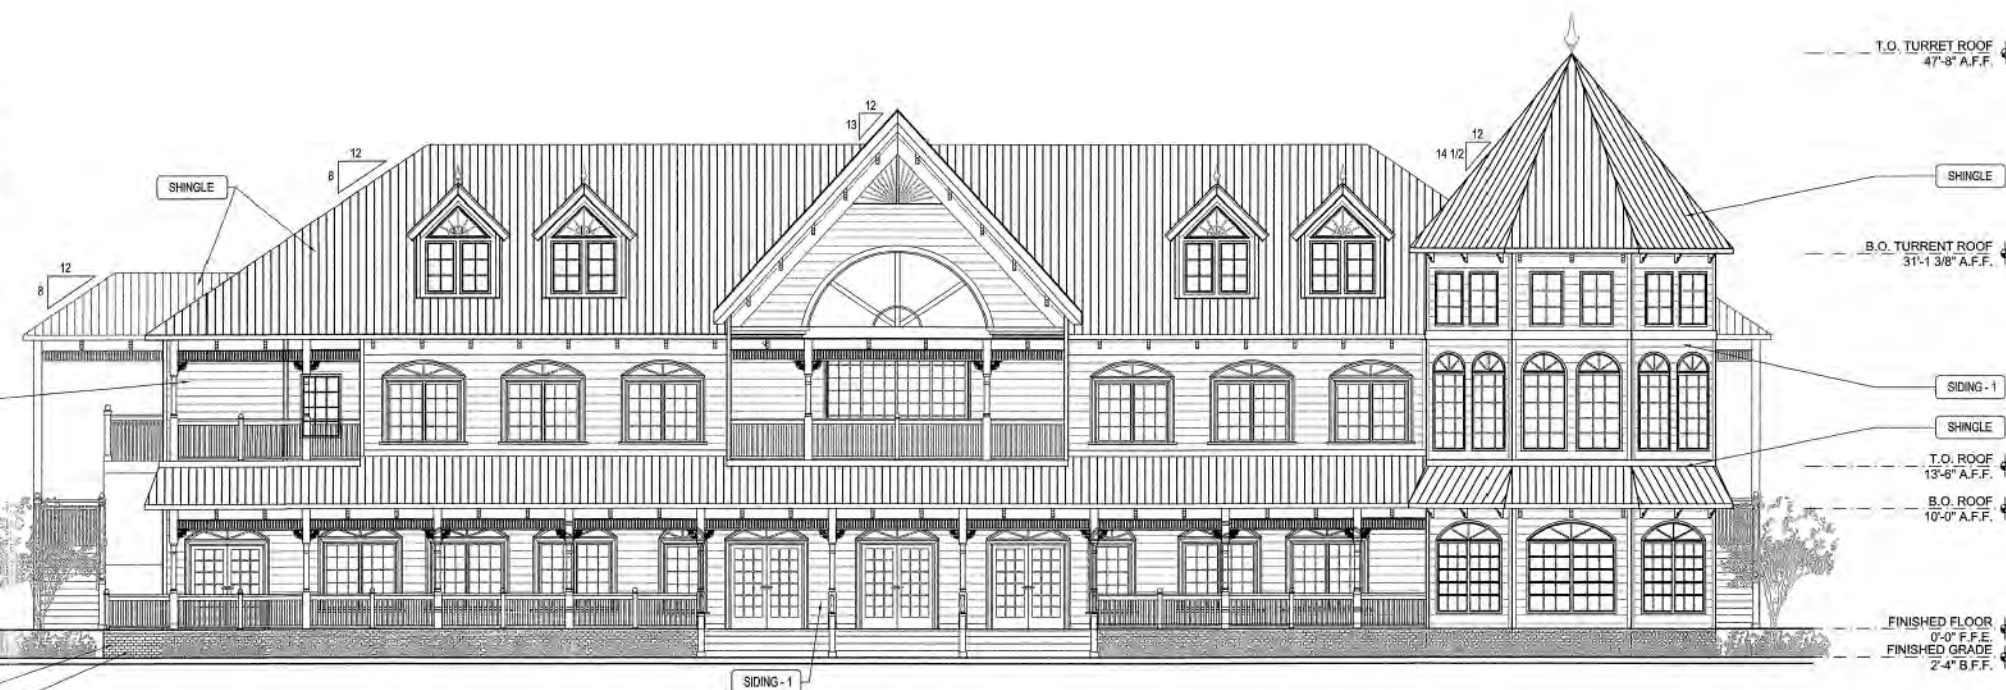 T.O. TURRET ROOF
47'-8" A.F.F.
12
13
12
14 1/2
12
8
SHINGLE
SHINGLE
B.O. TURRENT ROOF
31'-1 3/8" A.F.F.
12
8
SIDING - 1
SHINGLE
T.O. ROOF
13'-6" A.F.F.
B.O. ROOF
10'-0" A.F.F.
FINISHED FLOOR
0'-0" F.F.E.
FINISHED GRADE
2'-4" B.F.F.
SIDING - 1